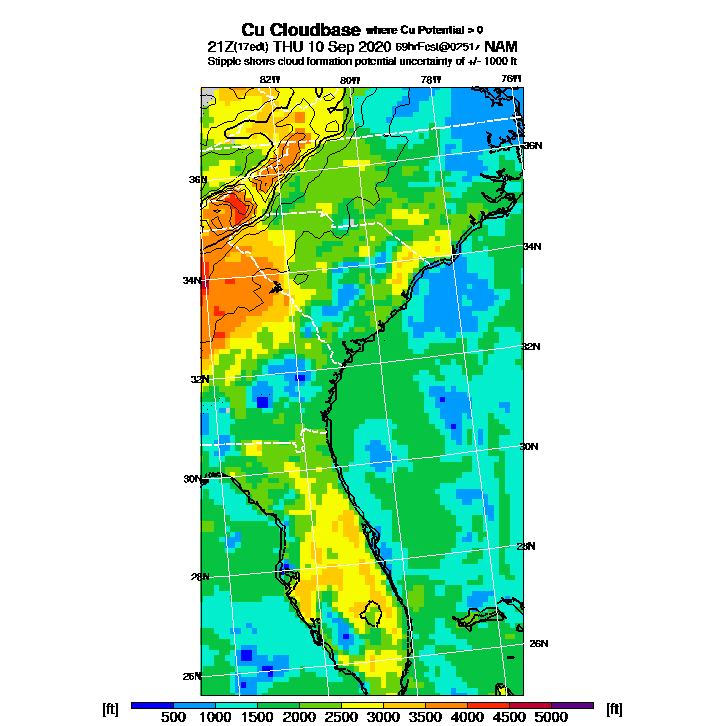 Cu Cloudbase where Cu Potential > 0
21Z(17edt) THU 10 Sep 2020 69hrFcst@0251z NAM
Stipple shows cloud formation potential uncertainty of +/- 1000 ft
82W 80W 78W 76W
36N
36N
34N
34N
32N
32N
30N
30N
28N
28N
26N
26N
[ft] 500 1000 1500 2000 2500 3000 3500 4000 4500 5000 [ft]